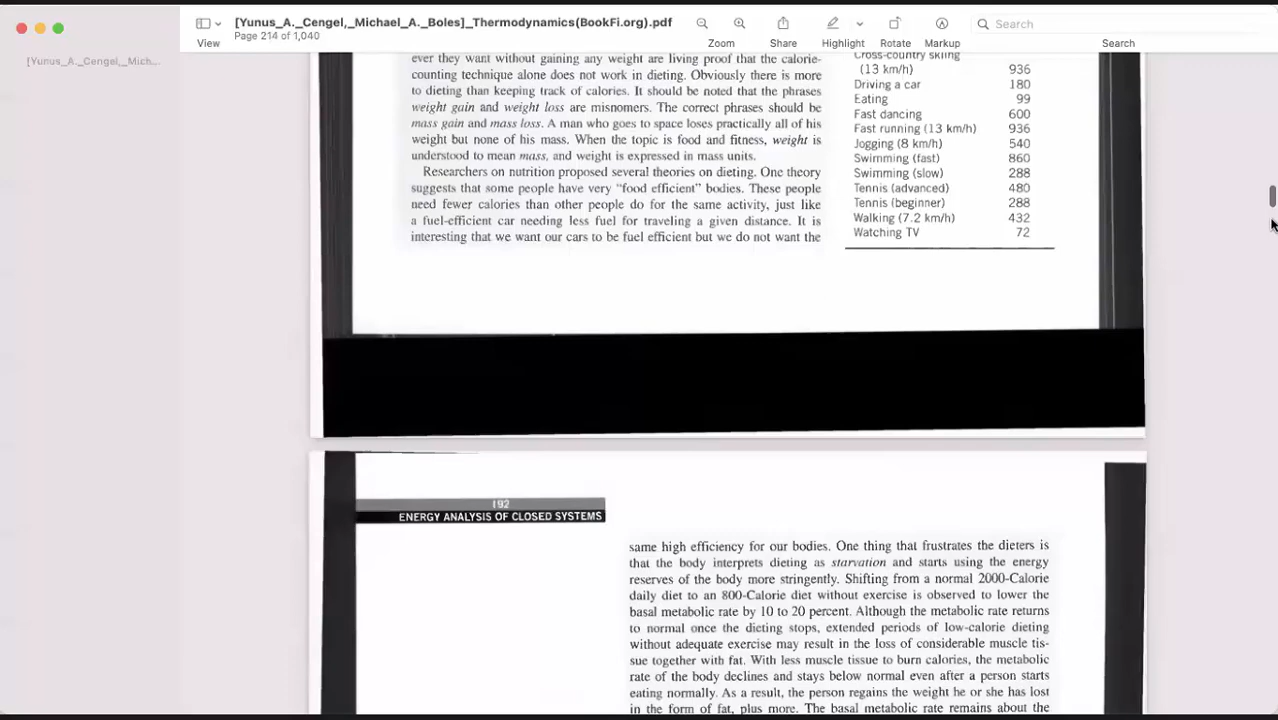 [Yunus_A._Cengel,_Michael_A._Boles]_Thermodynamics(BookFi.org).pdf
Page 214 of 1,040
View
Zoom
Share
Highlight
Rotate
Markup
Search
Search
[Yunus_A._Cengel,_Mich...
ever they want without gaining any weight are living proof that the calorie-
counting technique alone does not work in dieting. Obviously there is more
to dieting than keeping track of calories. It should be noted that the phrases
weight gain and weight loss are misnomers. The correct phrases should be
mass gain and mass loss. A man who goes to space loses practically all of his
weight but none of his mass. When the topic is food and fitness, weight is
understood to mean mass, and weight is expressed in mass units.
Researchers on nutrition proposed several theories on dieting. One theory
suggests that some people have very "food efficient" bodies. These people
need fewer calories than other people do for the same activity, just like
a fuel-efficient car needing less fuel for traveling a given distance. It is
interesting that we want our cars to be fuel efficient but we do not want the
Cross-country skiing
(13 km/h) 936
Driving a car 180
Eating 99
Fast dancing 600
Fast running (13 km/h) 936
Jogging (8 km/h) 540
Swimming (fast) 860
Swimming (slow) 288
Tennis (advanced) 480
Tennis (beginner) 288
Walking (7.2 km/h) 432
Watching TV 72
192
ENERGY ANALYSIS OF CLOSED SYSTEMS
same high efficiency for our bodies. One thing that frustrates the dieters is
that the body interprets dieting as starvation and starts using the energy
reserves of the body more stringently. Shifting from a normal 2000-Calorie
daily diet to an 800-Calorie diet without exercise is observed to lower the
basal metabolic rate by 10 to 20 percent. Although the metabolic rate returns
to normal once the dieting stops, extended periods of low-calorie dieting
without adequate exercise may result in the loss of considerable muscle tis-
sue together with fat. With less muscle tissue to burn calories, the metabolic
rate of the body declines and stays below normal even after a person starts
eating normally. As a result, the person regains the weight he or she has lost
in the form of fat, plus more. The basal metabolic rate remains about the